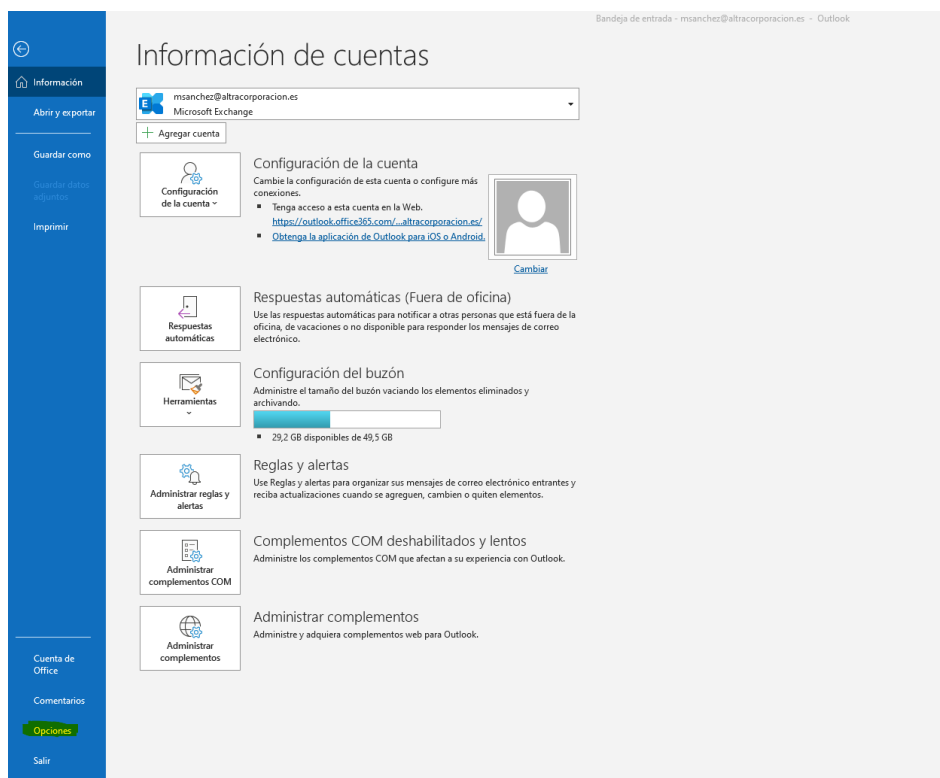 Bandeja de entrada - msanchez@altracorporacion.es - Outlook
Información de cuentas
Información
Abrir y exportar
Guardar como
Guardar datos
adjuntos
Imprimir
msanchez@altracorporacion.es
Microsoft Exchange
Agregar cuenta
Configuración
de la cuenta
Configuración de la cuenta
Cambie la configuración de esta cuenta o configure más
conexiones.
Tenga acceso a esta cuenta en la Web.
https://outlook.office365.com/...altracorporacion.es/
Obtenga la aplicación de Outlook para iOS o Android.
Cambiar
Respuestas
automáticas
Respuestas automáticas (Fuera de oficina)
Use las respuestas automáticas para notificar a otras personas que está fuera de la
oficina, de vacaciones o no disponible para responder los mensajes de correo
electrónico.
Herramientas
Configuración del buzón
Administre el tamaño del buzón vaciando los elementos eliminados y
archivando.
29,2 GB disponibles de 49,5 GB
Administrar reglas y
alertas
Reglas y alertas
Use Reglas y alertas para organizar sus mensajes de correo electrónico entrantes y
reciba actualizaciones cuando se agreguen, cambien o quiten elementos.
Administrar
complementos COM
Complementos COM deshabilitados y lentos
Administre los complementos COM que afectan a su experiencia con Outlook.
Administrar
complementos
Administrar complementos
Administre y adquiera complementos web para Outlook.
Cuenta de
Office
Comentarios
Opciones
Salir